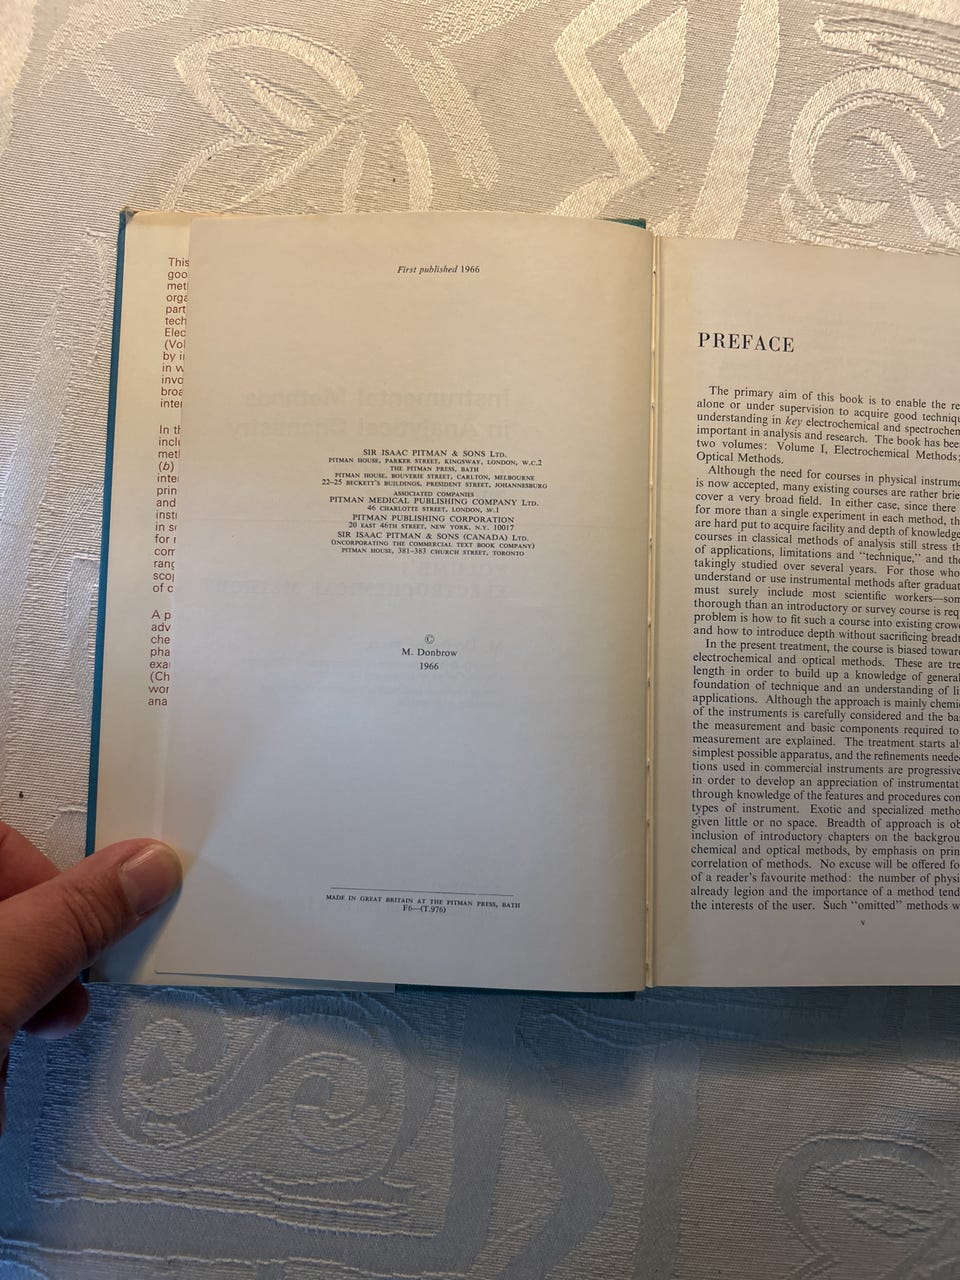 This
goo
met
orga
part
tech
Elec
(Vol
by i
in w
invo
broa
inter
In th
inclu
meth
(b)
inter
prin
and
instr
in so
for r
com
rang
scop
of c
A p
adv
che
pha
exa
(Ch
wor
ana
First published 1966
SIR ISAAC PITMAN & SONS LTD.
PITMAN HOUSE, PARKER STREET, KINGSWAY, LONDON, W.C.2
THE PITMAN PRESS, BATH
PITMAN HOUSE, BOUVERIE STREET, CARLTON, MELBOURNE
22–25 BECKETT'S BUILDINGS, PRESIDENT STREET, JOHANNESBURG
ASSOCIATED COMPANIES
PITMAN MEDICAL PUBLISHING COMPANY LTD.
46 CHARLOTTE STREET, LONDON, W.1
PITMAN PUBLISHING CORPORATION
20 EAST 46TH STREET, NEW YORK, N.Y. 10017
SIR ISAAC PITMAN & SONS (CANADA) LTD.
(INCORPORATING THE COMMERCIAL TEXT BOOK COMPANY)
PITMAN HOUSE, 381–383 CHURCH STREET, TORONTO
©
M. Donbrow
1966
MADE IN GREAT BRITAIN AT THE PITMAN PRESS, BATH
F6—(T.976)
PREFACE
The primary aim of this book is to enable the re
alone or under supervision to acquire good techniqu
understanding in key electrochemical and spectrochem
important in analysis and research. The book has bee
two volumes: Volume I, Electrochemical Methods;
Optical Methods.
Although the need for courses in physical instrume
is now accepted, many existing courses are rather brie
cover a very broad field. In either case, since there
for more than a single experiment in each method, th
are hard put to acquire facility and depth of knowledge
courses in classical methods of analysis still stress th
of applications, limitations and "technique," and the
takingly studied over several years. For those who
understand or use instrumental methods after graduat
must surely include most scientific workers—som
thorough than an introductory or survey course is req
problem is how to fit such a course into existing crow
and how to introduce depth without sacrificing breadt
In the present treatment, the course is biased towar
electrochemical and optical methods. These are tre
length in order to build up a knowledge of general
foundation of technique and an understanding of li
applications. Although the approach is mainly chemi
of the instruments is carefully considered and the ba
the measurement and basic components required to
measurement are explained. The treatment starts al
simplest possible apparatus, and the refinements neede
tions used in commercial instruments are progressive
in order to develop an appreciation of instrumentat
through knowledge of the features and procedures com
types of instrument. Exotic and specialized metho
given little or no space. Breadth of approach is ob
inclusion of introductory chapters on the backgrou
chemical and optical methods, by emphasis on prin
correlation of methods. No excuse will be offered fo
of a reader's favourite method: the number of physi
already legion and the importance of a method tend
the interests of the user. Such "omitted" methods w
v